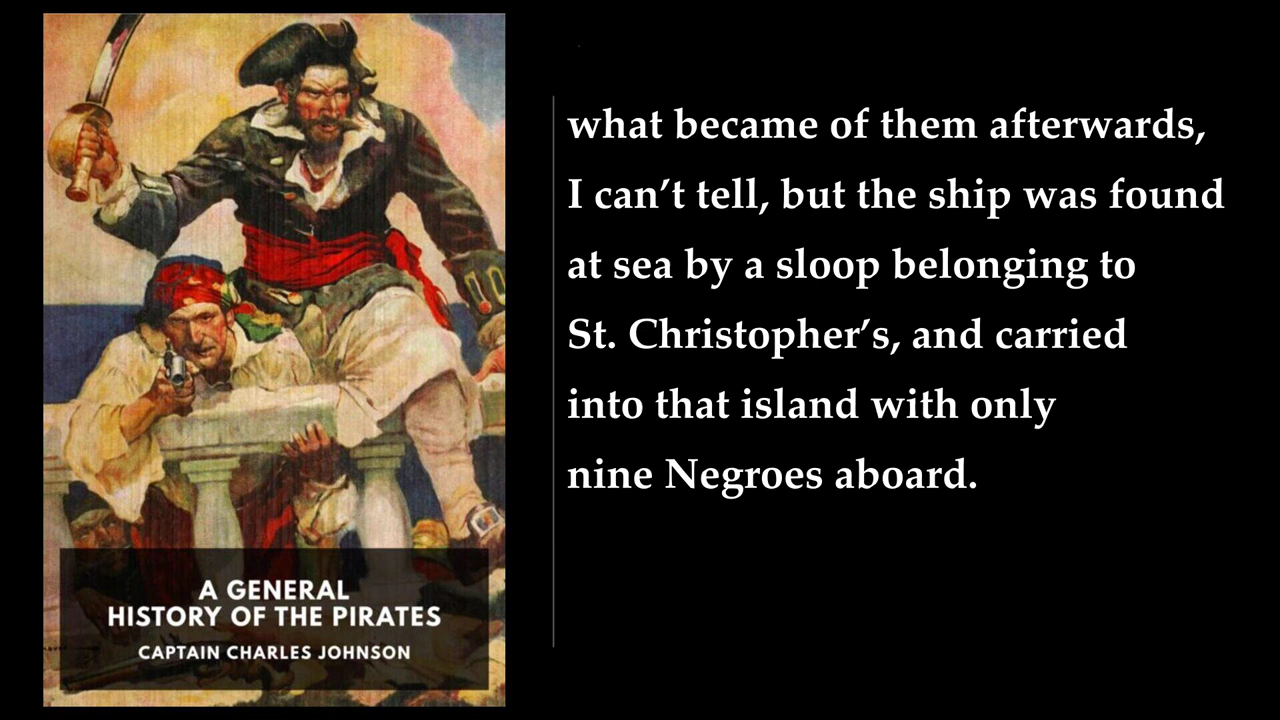 A GENERAL
HISTORY OF THE PIRATES
CAPTAIN CHARLES JOHNSON
what became of them afterwards,
I can’t tell, but the ship was found
at sea by a sloop belonging to
St. Christopher’s, and carried
into that island with only
nine Negroes aboard.